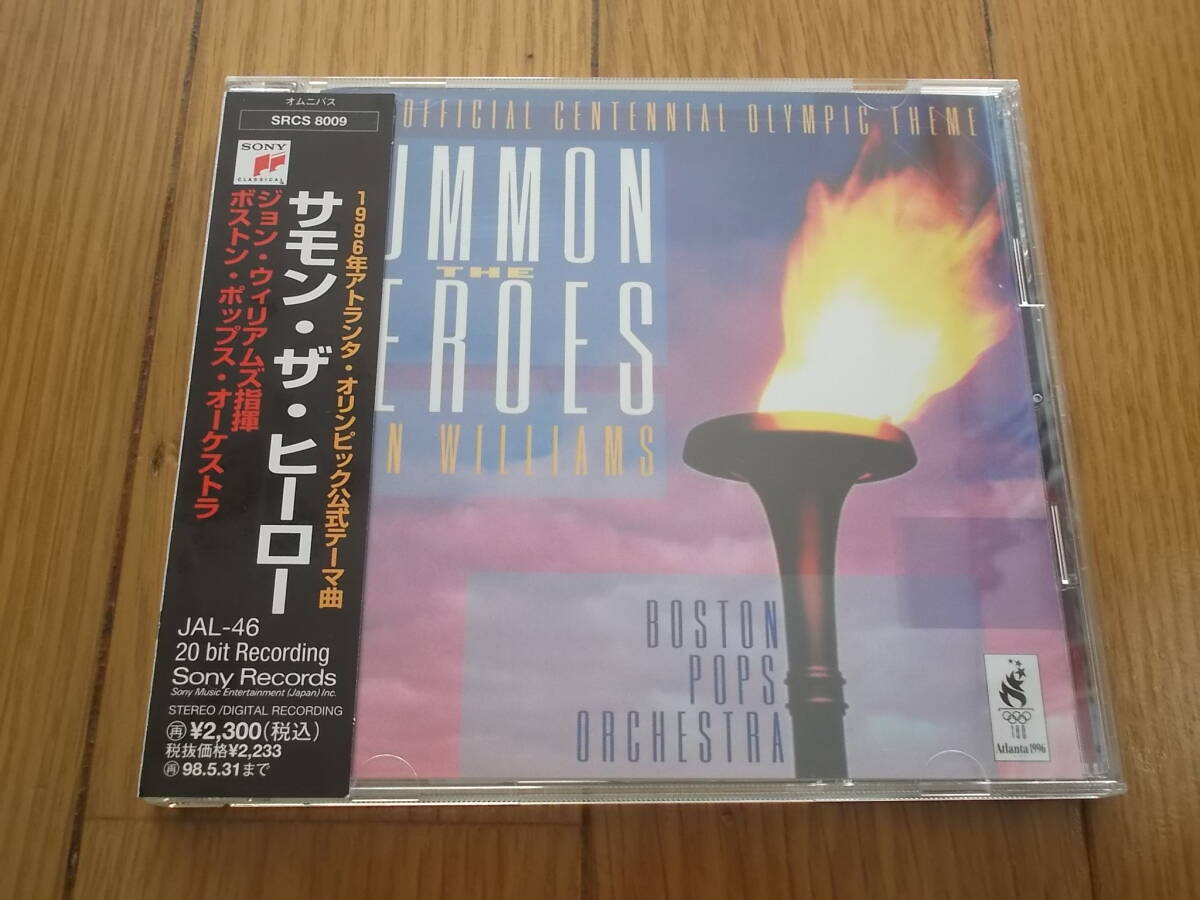 オムニバス
SRCS 8009
SONY
CLASSICAL
1996年アトランタ・オリンピック公式テーマ曲
サモン・ザ・ヒーロー
ジョン・ウィリアムズ指揮
ボストン・ポップス・オーケストラ
JAL-46
20 bit Recording
Sony Records
Sony Music Entertainment (Japan) Inc.
STEREO /DIGITAL RECORDING
再 ¥2,300(税込)
税抜価格¥2,233
再 98.5.31まで
OFFICIAL CENTENNIAL OLYMPIC THEME
UMMON
THE
EROES
N WILLIAMS
BOSTON
POPS
ORCHESTRA
100
Atlanta 1996